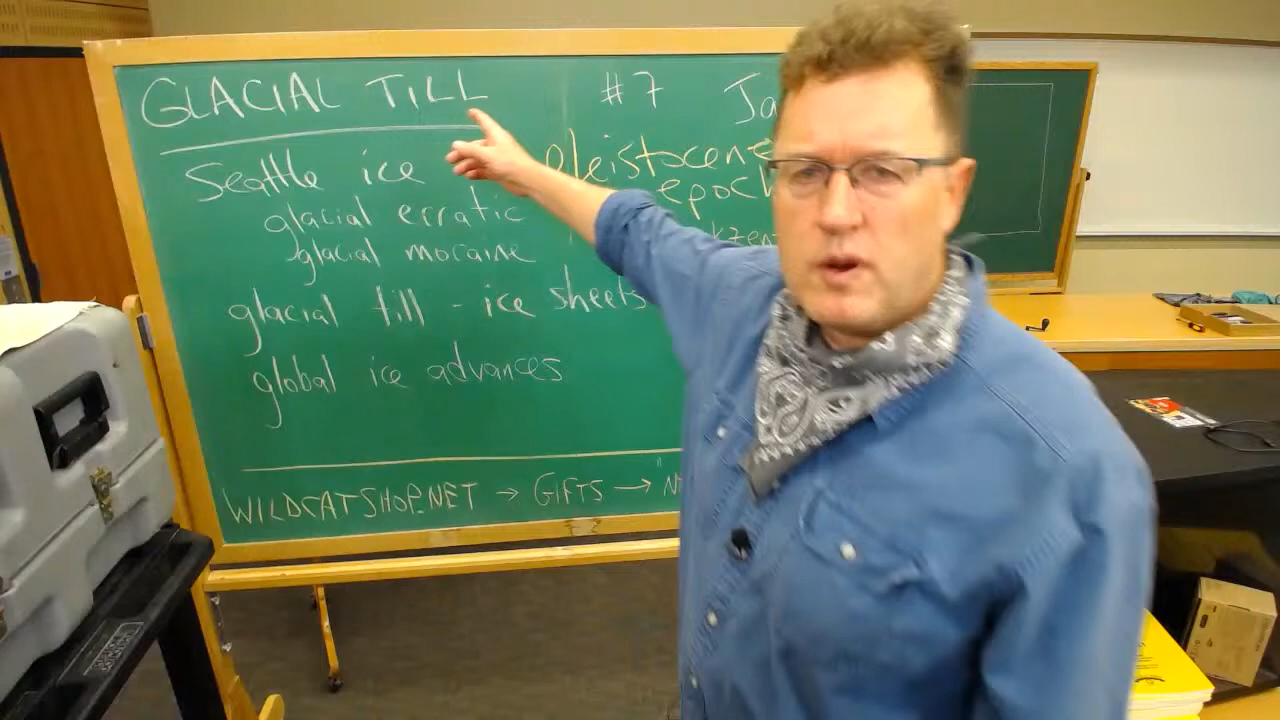 GLACIAL TILL #7 Ja
Seattle ice pleistocene
glacial erratic epoch
glacial moraine kzen
glacial till - ice sheets
global ice advances
WILDCATSHOP.NET → GIFTS → "N